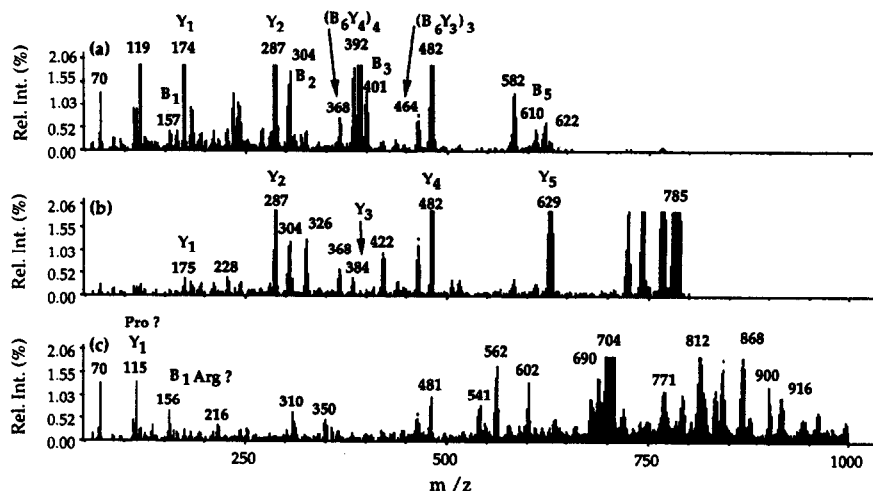 Y1 Y2 (B6Y4)4 (B6Y3)3
(a) 119 174 287 304 392 B3 482
2.06
1.55
1.03
0.52
0.00
Rel. Int. (%)
70 B1 157 B2 368 401 464 582 610 B5 622
Y2 Y4 Y5
(b) 287 482 629 785
2.06
1.55
1.03
0.52
0.00
Rel. Int. (%)
Y1 175 228 304 326 368 Y3 384 422
Pro ?
(c) Y1
2.06
1.55
1.03
0.52
0.00
Rel. Int. (%)
70 115 B1 Arg ? 156 216 310 350 481 541 562 602 690 704 771 812 868 900 916
250 500 750 1000
m / z